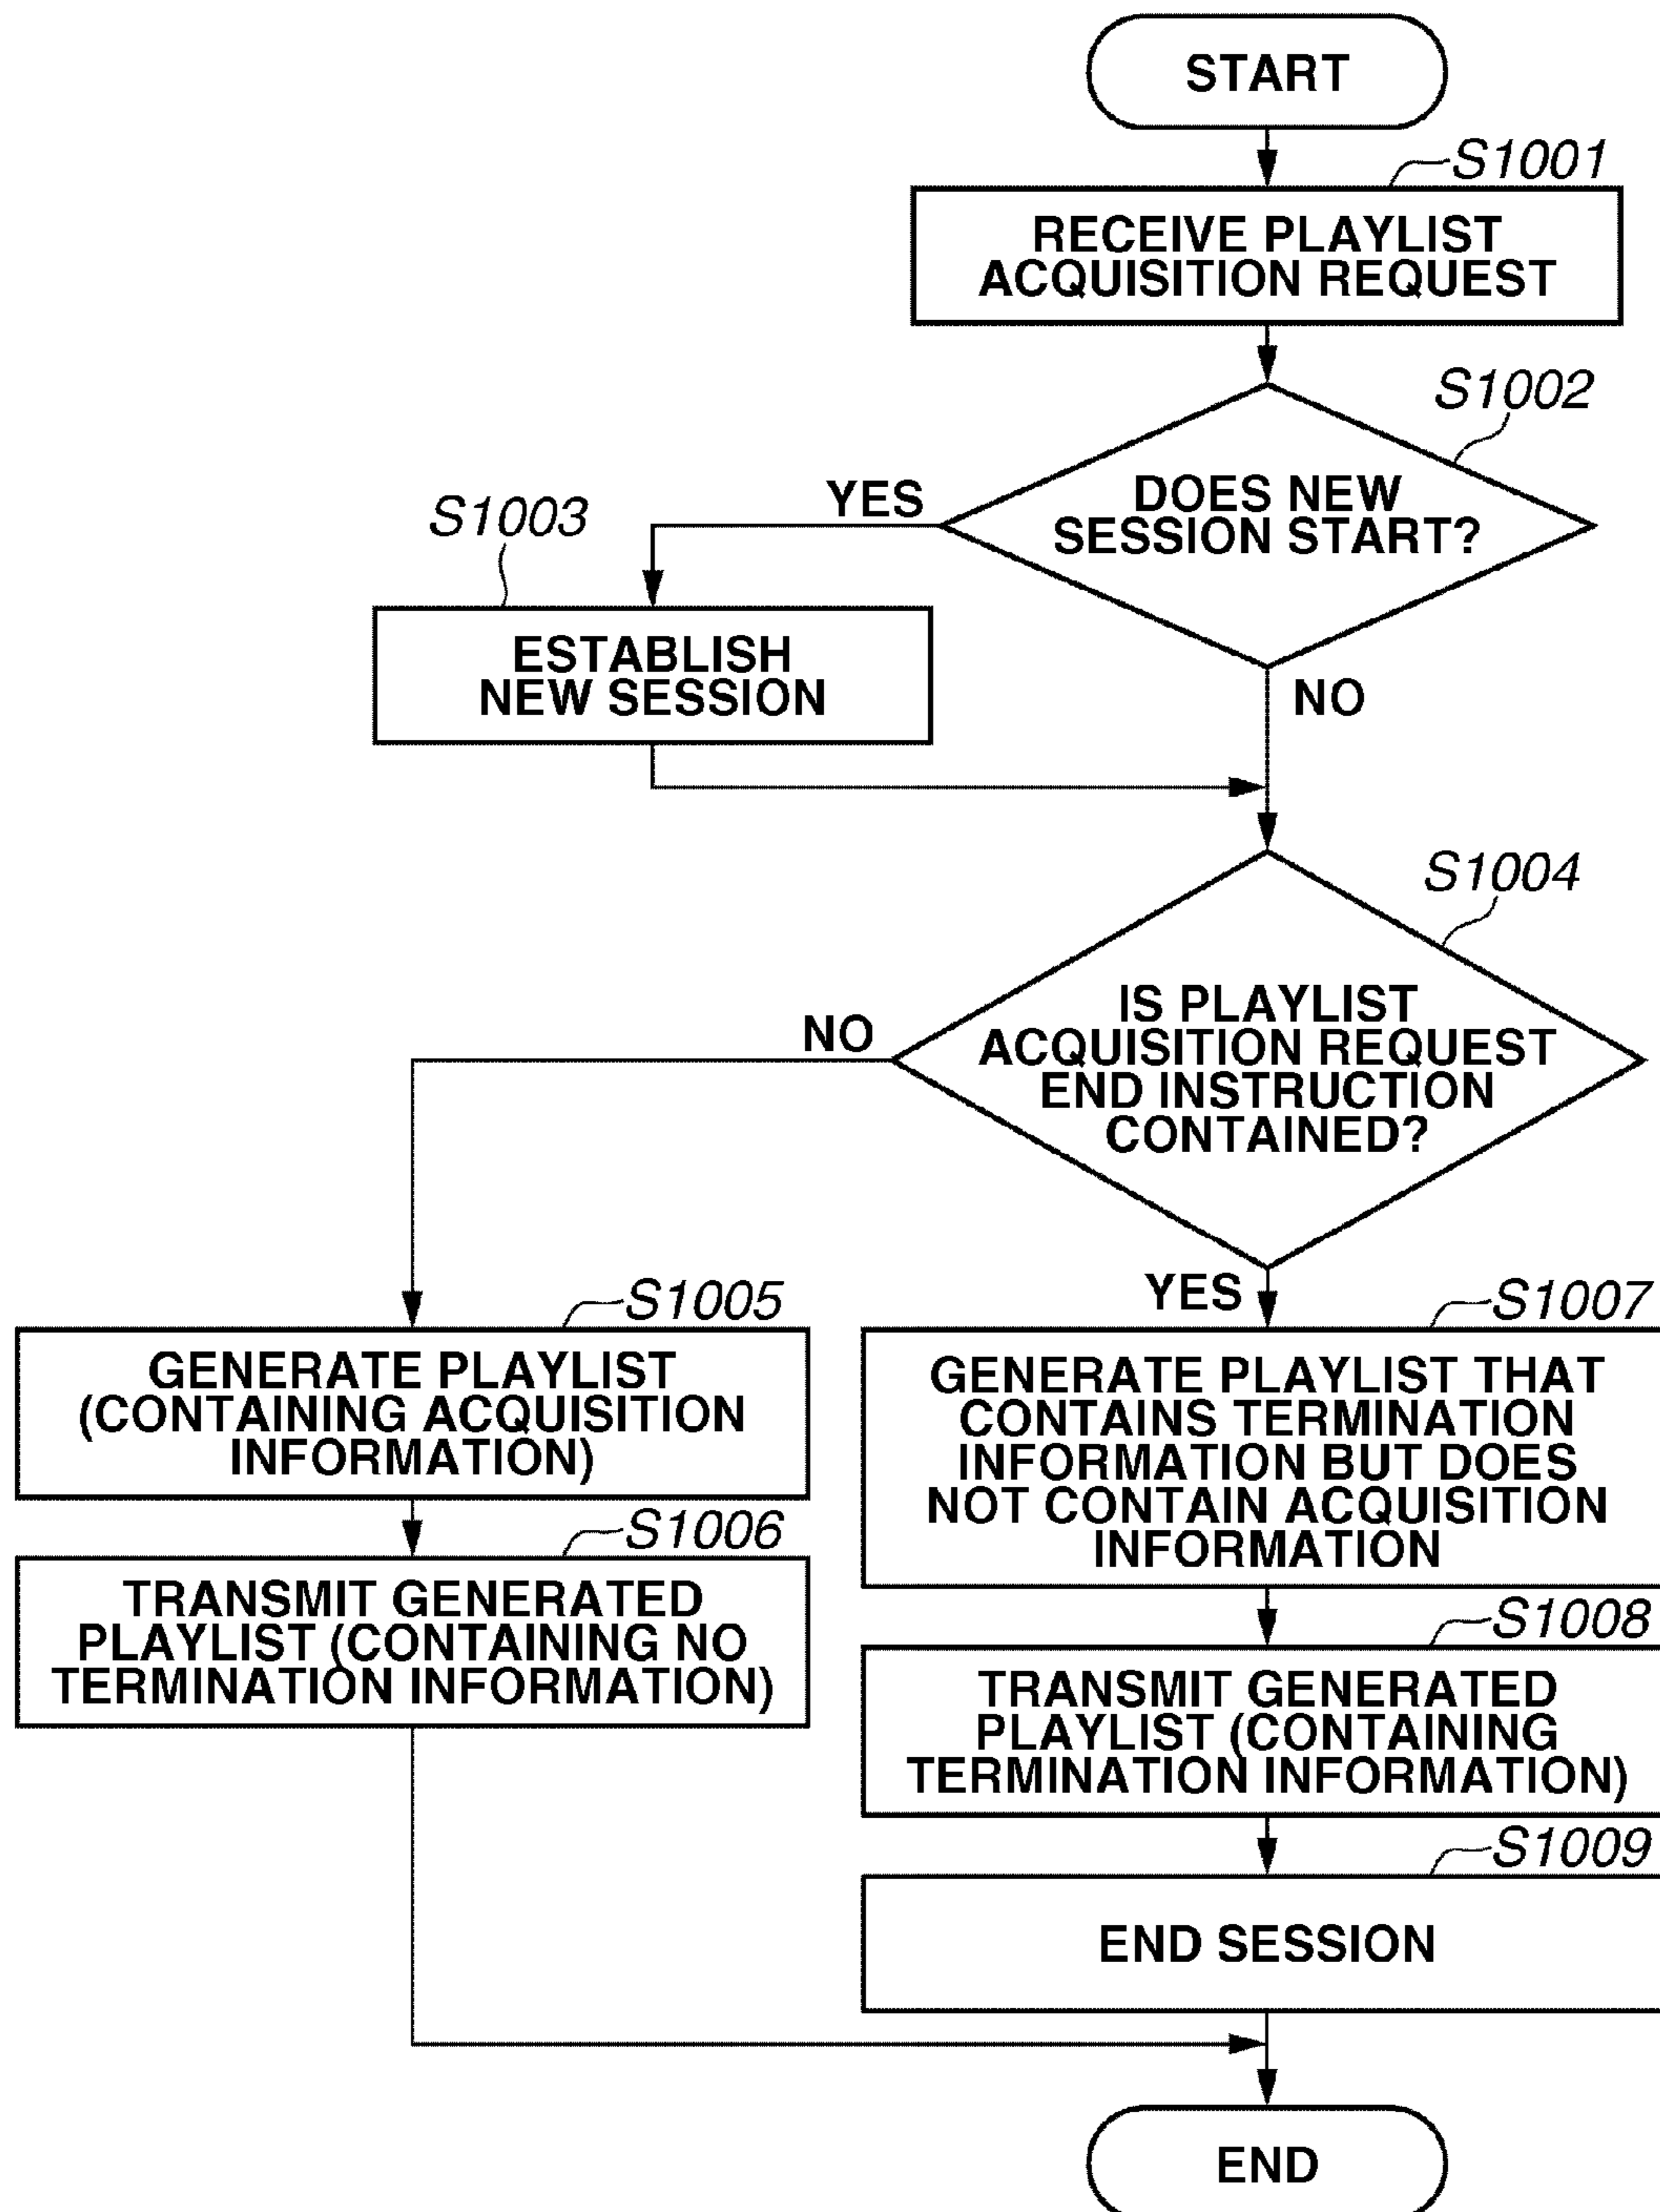 START
S1001
RECEIVE PLAYLIST
ACQUISITION REQUEST
S1002
DOES NEW
SESSION START?
YES
NO
S1003
ESTABLISH
NEW SESSION
S1004
IS PLAYLIST
ACQUISITION REQUEST
END INSTRUCTION
CONTAINED?
NO
YES
S1005
GENERATE PLAYLIST
(CONTAINING ACQUISITION
INFORMATION)
S1006
TRANSMIT GENERATED
PLAYLIST (CONTAINING NO
TERMINATION INFORMATION)
S1007
GENERATE PLAYLIST THAT
CONTAINS TERMINATION
INFORMATION BUT DOES
NOT CONTAIN ACQUISITION
INFORMATION
S1008
TRANSMIT GENERATED
PLAYLIST (CONTAINING
TERMINATION INFORMATION)
S1009
END SESSION
END